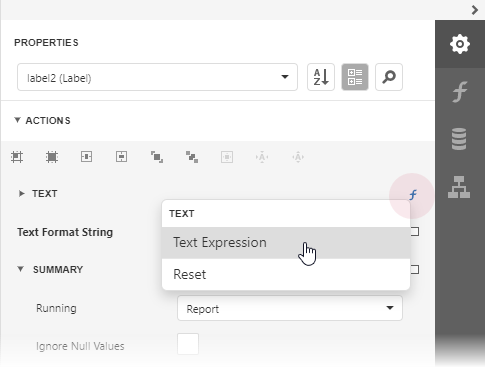 PROPERTIES
label2 (Label)
A
Z
ACTIONS
TEXT
f
TEXT
Text Format String
Text Expression
Reset
SUMMARY
Running
Report
Ignore Null Values